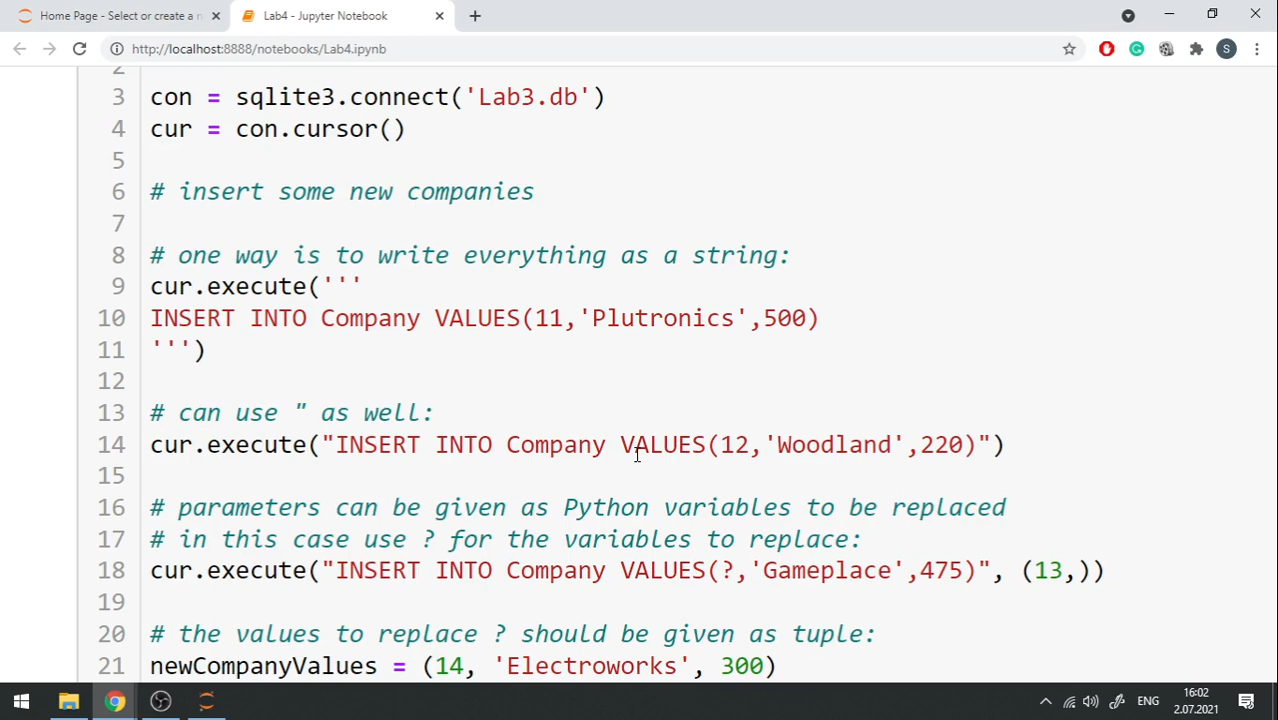 Home Page - Select or create a n
Lab4 - Jupyter Notebook
http://localhost:8888/notebooks/Lab4.ipynb
S
2
3 con = sqlite3.connect('Lab3.db')
4 cur = con.cursor()
5
6 # insert some new companies
7
8 # one way is to write everything as a string:
9 cur.execute('''
10 INSERT INTO Company VALUES(11,'Plutronics',500)
11 ''')
12
13 # can use " as well:
14 cur.execute("INSERT INTO Company VALUES(12,'Woodland',220)")
15
16 # parameters can be given as Python variables to be replaced
17 # in this case use ? for the variables to replace:
18 cur.execute("INSERT INTO Company VALUES(?,'Gameplace',475)", (13,))
19
20 # the values to replace ? should be given as tuple:
21 newCompanyValues = (14, 'Electroworks', 300)
ENG
16:02
2.07.2021